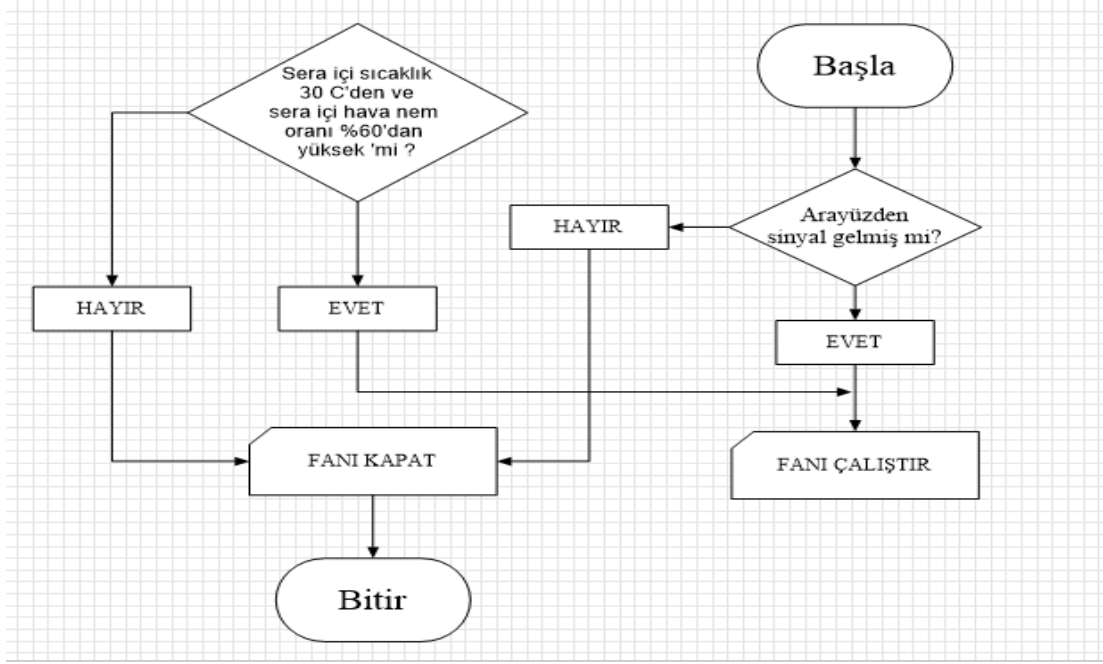 Sera içi sıcaklık
30 C'den ve
sera içi hava nem
oranı %60'dan
yüksek 'mi ?
Başla
Arayüzden
sinyal gelmiş mi?
HAYIR
HAYIR
EVET
EVET
FANI KAPAT
FANI ÇALIŞTIR
Bitir